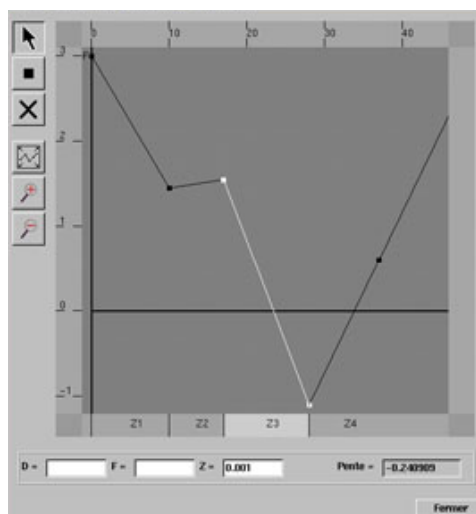 0 10 20 30 40
3
2
1
0
-1
Z1 Z2 Z3 Z4
D = F = Z = 0.001 Pente = -0.240909
Fermer